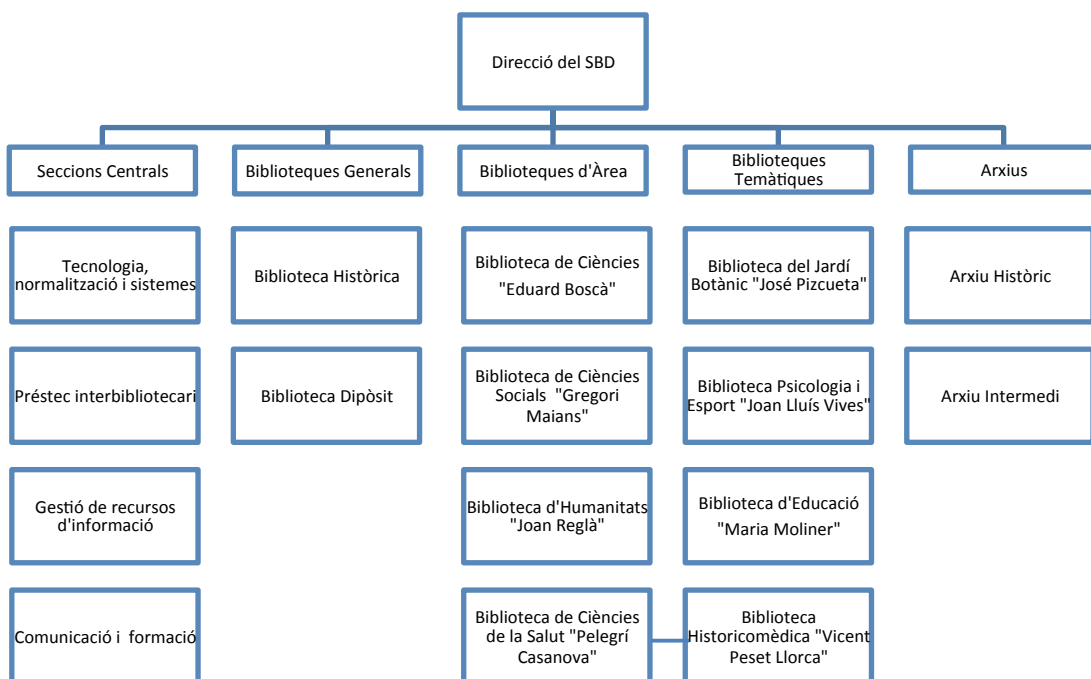 Direcció del SBD
Seccions Centrals
Biblioteques Generals
Biblioteques d'Àrea
Biblioteques
Temàtiques
Arxius
Tecnologia,
normalització i sistemes
Biblioteca Històrica
Biblioteca de Ciències
"Eduard Boscà"
Biblioteca del Jardí
Botànic "José Pizcueta"
Arxiu Històric
Préstec interbibliotecari
Biblioteca Dipòsit
Biblioteca de Ciències
Socials "Gregori
Maians"
Biblioteca Psicologia i
Esport "Joan Lluís Vives"
Arxiu Intermedi
Gestió de recursos
d'informació
Biblioteca d'Humanitats
"Joan Reglà"
Biblioteca d'Educació
"Maria Moliner"
Comunicació i formació
Biblioteca de Ciències
de la Salut "Pelegrí
Casanova"
Biblioteca
Historicomèdica "Vicent
Peset Llorca"